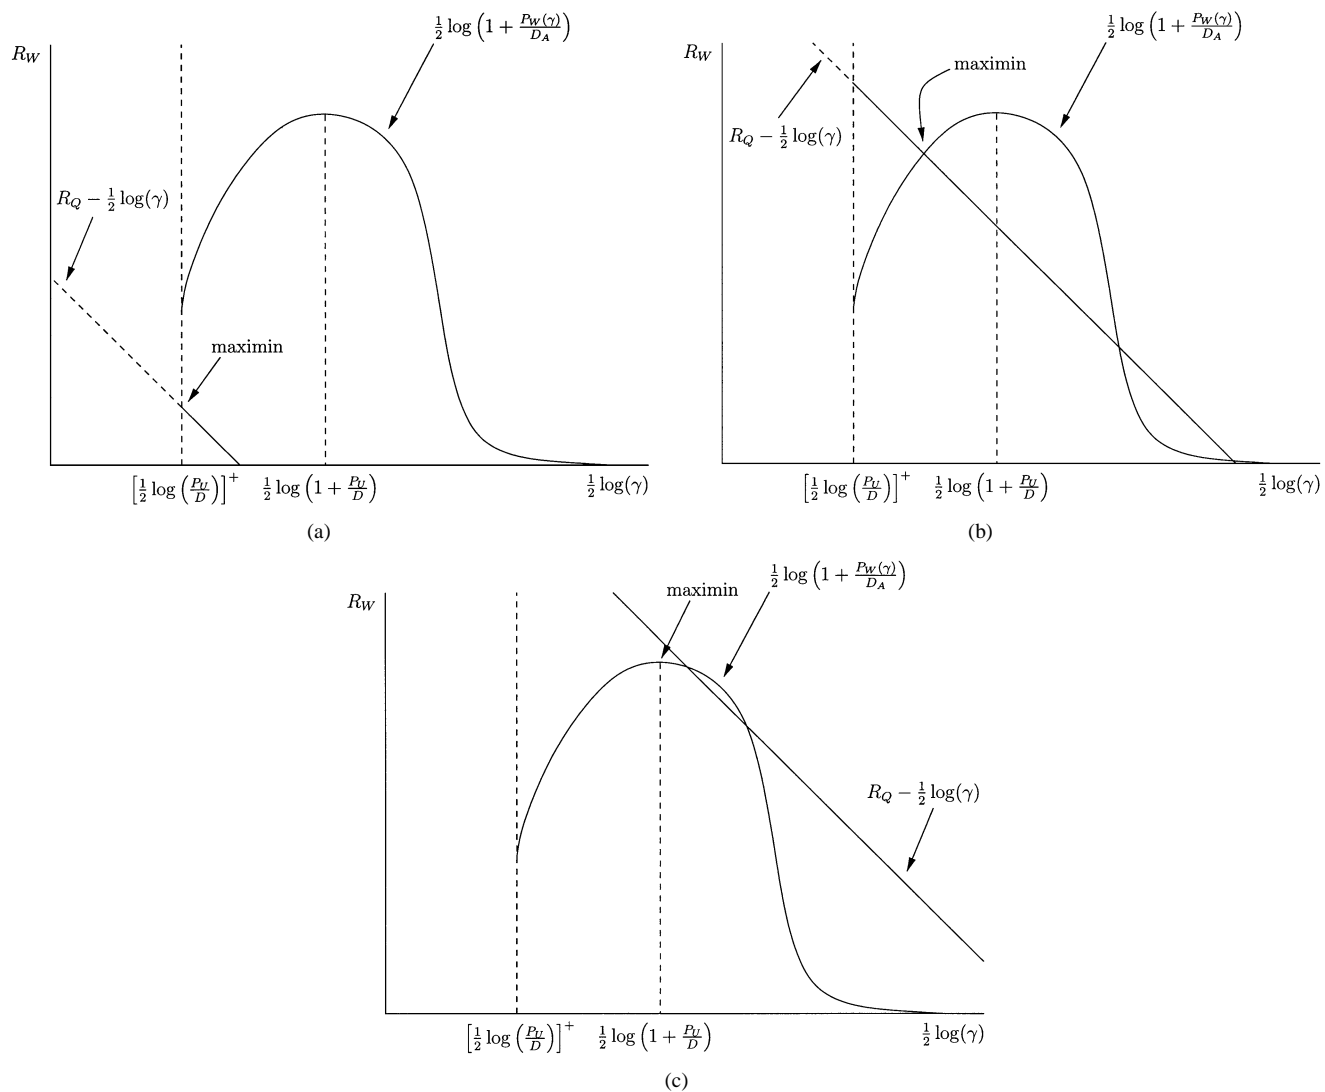 ½ log (1 + P_W(γ)/D_A)
R_W
R_Q − ½ log(γ)
maximin
[½ log (P_U/D)]⁺ ½ log (1 + P_U/D) ½ log(γ)
(a)
½ log (1 + P_W(γ)/D_A)
R_W
maximin
R_Q − ½ log(γ)
[½ log (P_U/D)]⁺ ½ log (1 + P_U/D) ½ log(γ)
(b)
½ log (1 + P_W(γ)/D_A)
maximin
R_W
R_Q − ½ log(γ)
[½ log (P_U/D)]⁺ ½ log (1 + P_U/D) ½ log(γ)
(c)